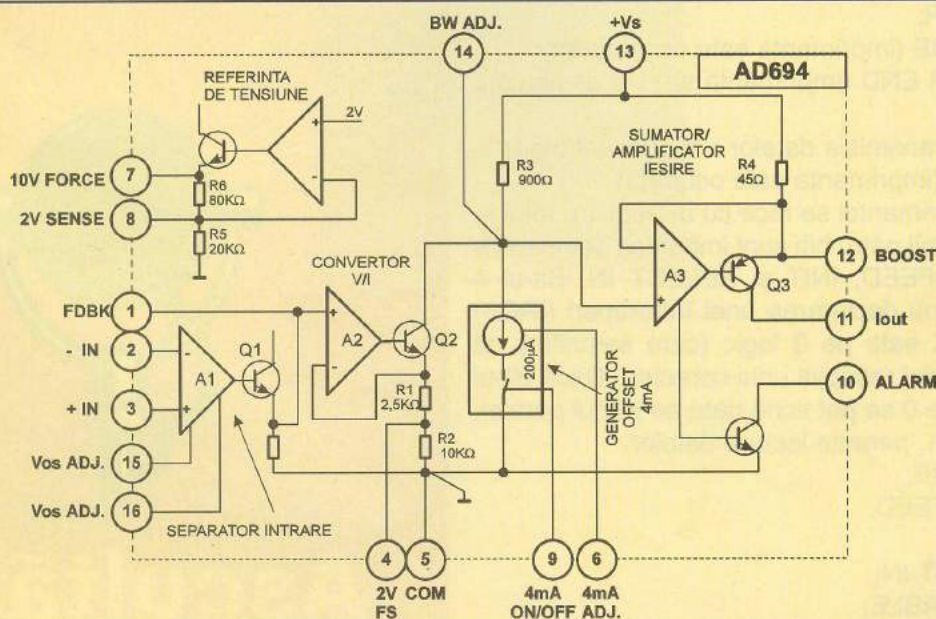 BW ADJ.
+Vs
14
13
AD694
REFERINTA
DE TENSIUNE
2V
SUMATOR/
AMPLIFICATOR
IESIRE
R3
900Ω
R4
45Ω
7
10V FORCE
R6
80KΩ
8
2V SENSE
R5
20KΩ
12
BOOST
A3
Q3
CONVERTOR
V/I
FDBK
1
11
Iout
- IN
2
Q1
A2
Q2
200µA
GENERATOR
OFFSET
4mA
10
ALARM
A1
R1
2,5KΩ
+ IN
3
R2
10KΩ
Vos ADJ.
15
Vos ADJ.
16
SEPARATOR INTRARE
4
5
9
6
2V
FS
COM
4mA
ON/OFF
4mA
ADJ.